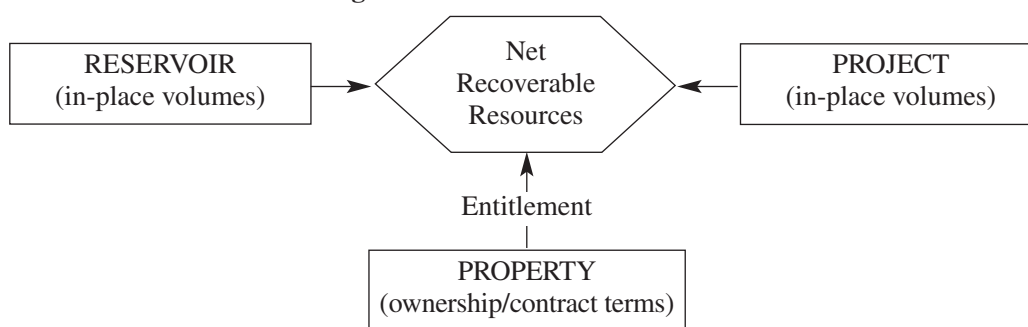 Net
Recoverable
Resources
RESERVOIR
(in-place volumes)
PROJECT
(in-place volumes)
Entitlement
PROPERTY
(ownership/contract terms)